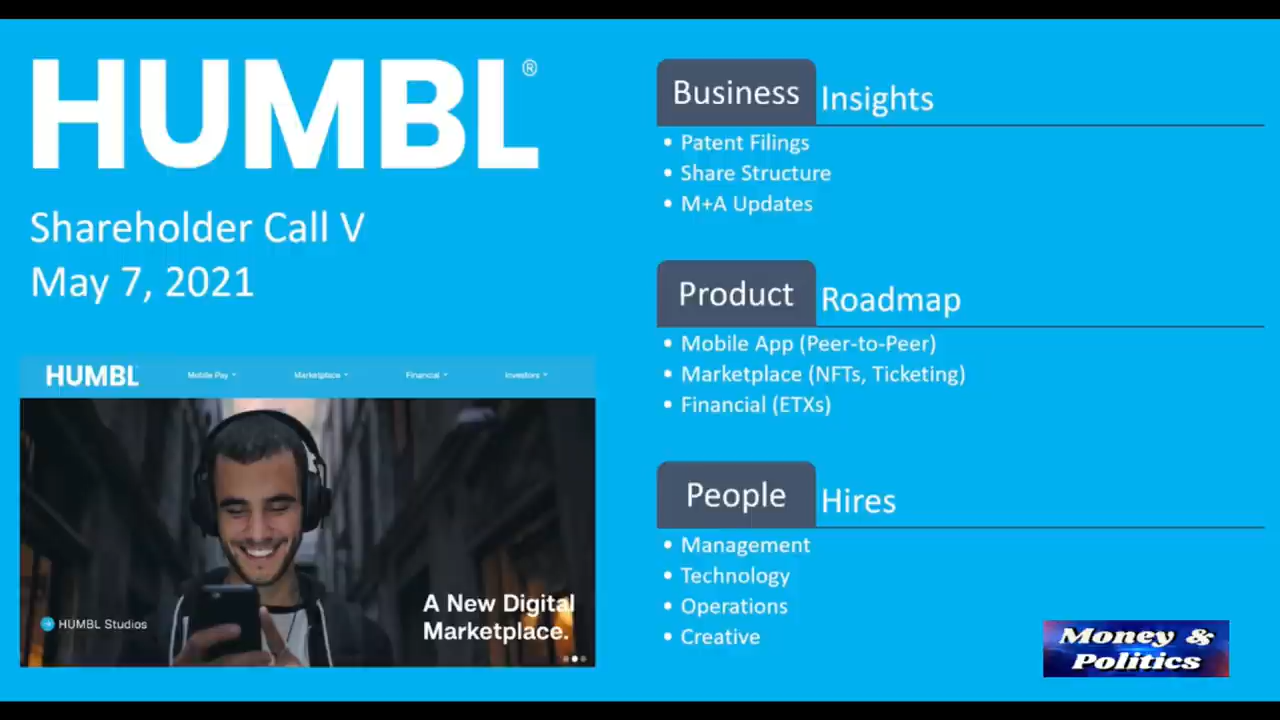 HUMBL®
Shareholder Call V
May 7, 2021
HUMBL
Mobile Pay
Marketplace
Financial
Investors
HUMBL Studios
A New Digital
Marketplace.
Business Insights
• Patent Filings
• Share Structure
• M+A Updates
Product Roadmap
• Mobile App (Peer-to-Peer)
• Marketplace (NFTs, Ticketing)
• Financial (ETXs)
People Hires
• Management
• Technology
• Operations
• Creative
Money &
Politics